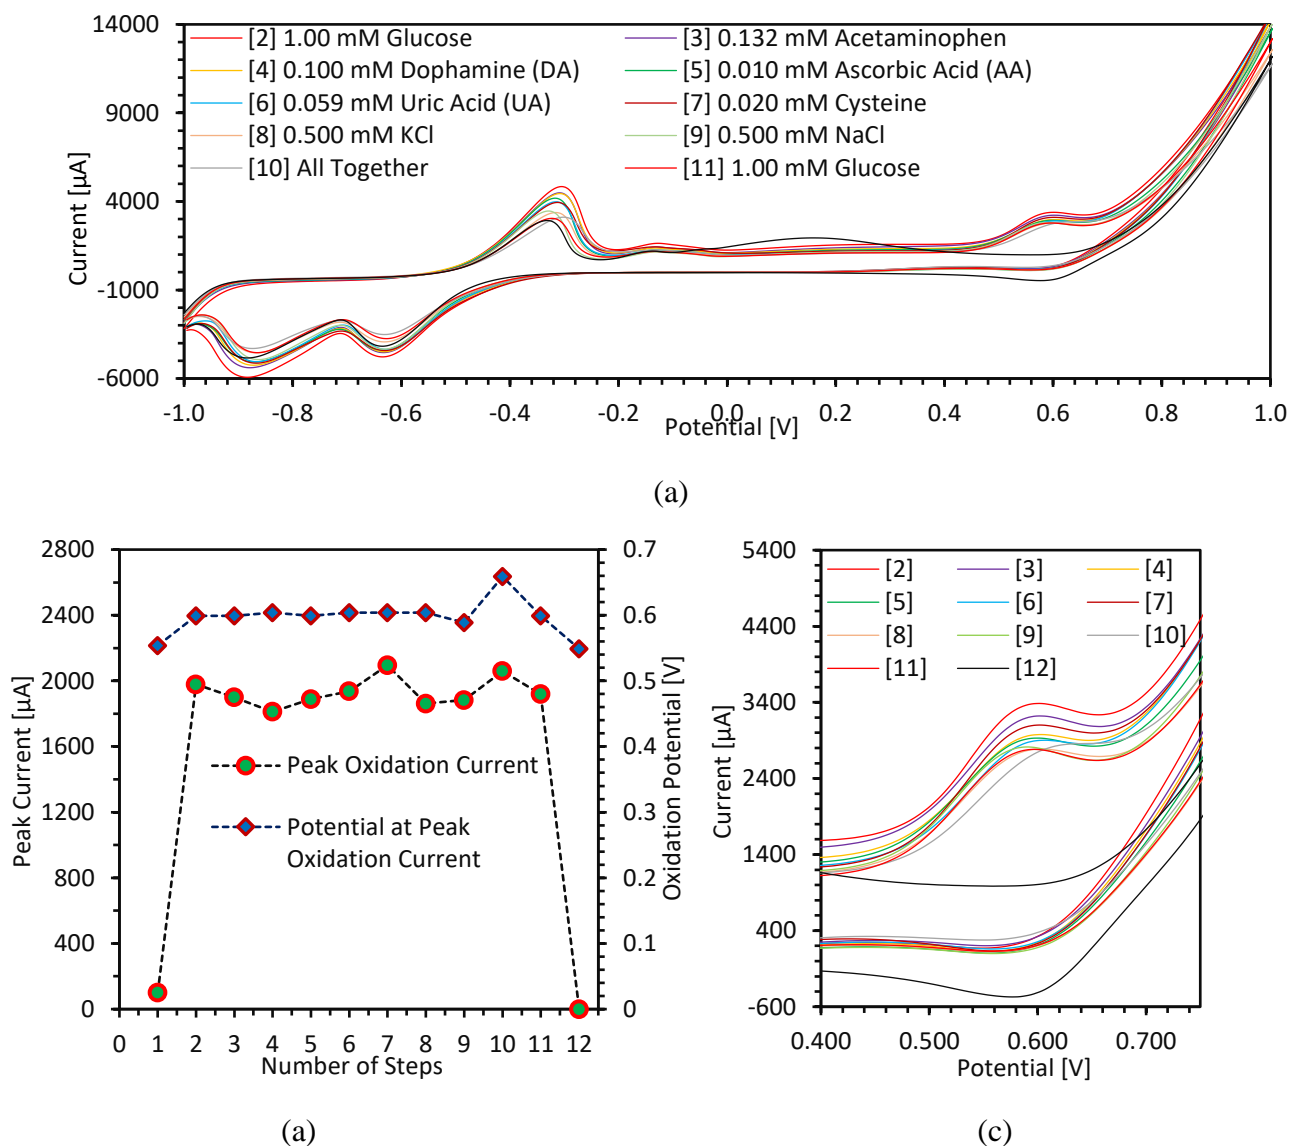 14000
9000
4000
-1000
-6000
Current [µA]
[2] 1.00 mM Glucose
[3] 0.132 mM Acetaminophen
[4] 0.100 mM Dophamine (DA)
[5] 0.010 mM Ascorbic Acid (AA)
[6] 0.059 mM Uric Acid (UA)
[7] 0.020 mM Cysteine
[8] 0.500 mM KCl
[9] 0.500 mM NaCl
[10] All Together
[11] 1.00 mM Glucose
-1.0 -0.8 -0.6 -0.4 -0.2 0.0 0.2 0.4 0.6 0.8 1.0
Potential [V]
(a)
2800
2400
2000
1600
1200
800
400
0
Peak Current [µA]
Peak Oxidation Current
Potential at Peak
Oxidation Current
0.7
0.6
0.5
0.4
0.3
0.2
0.1
0
Oxidation Potential [V]
0 1 2 3 4 5 6 7 8 9 10 11 12
Number of Steps
(a)
5400
4400
3400
2400
1400
400
-600
Current [µA]
[2] [3] [4]
[5] [6] [7]
[8] [9] [10]
[11] [12]
0.400 0.500 0.600 0.700
Potential [V]
(c)